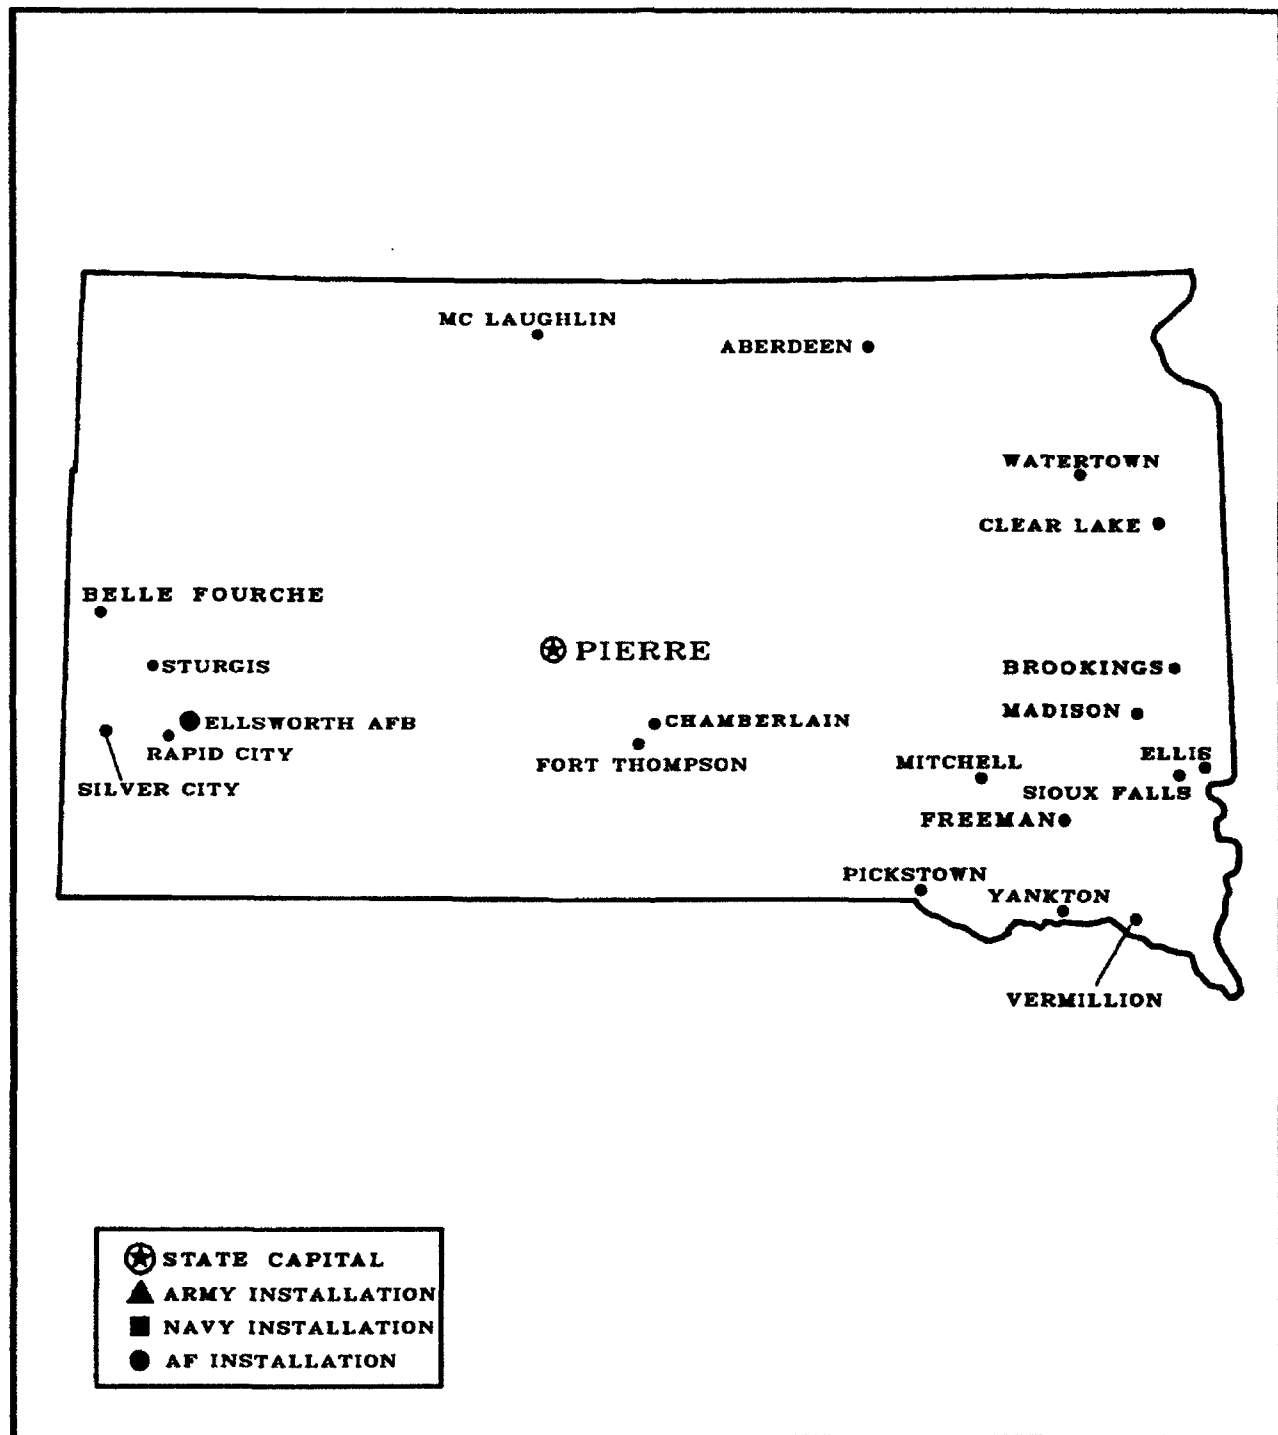 MC LAUGHLIN
ABERDEEN
WATERTOWN
CLEAR LAKE
BELLE FOURCHE
PIERRE
STURGIS
BROOKINGS
MADISON
ELLSWORTH AFB
CHAMBERLAIN
RAPID CITY
FORT THOMPSON
MITCHELL
ELLIS
SILVER CITY
SIOUX FALLS
FREEMAN
PICKSTOWN
YANKTON
VERMILLION
STATE CAPITAL
ARMY INSTALLATION
NAVY INSTALLATION
AF INSTALLATION